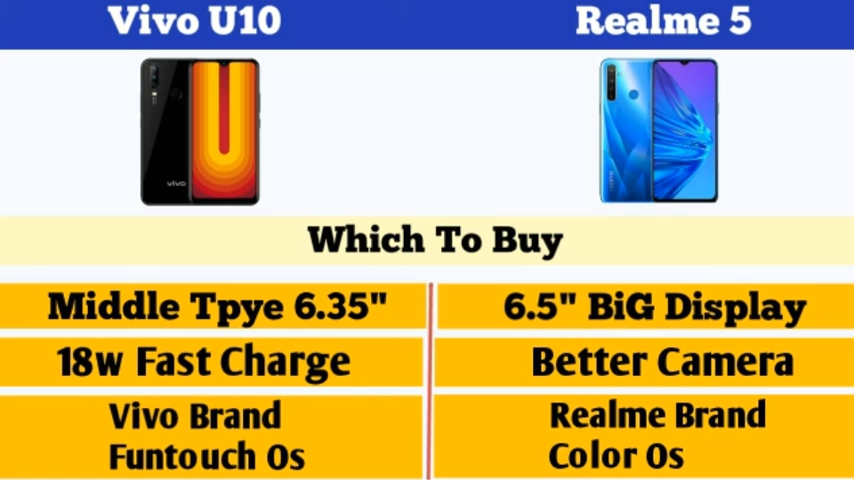 Vivo U10
Realme 5
vivo
Which To Buy
Middle Tpye 6.35"
6.5" BiG Display
18w Fast Charge
Better Camera
Vivo Brand
Funtouch Os
Realme Brand
Color Os